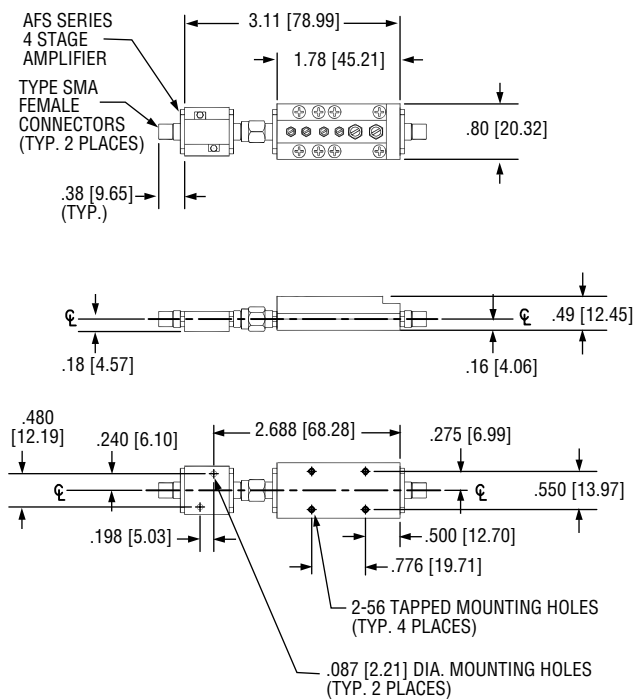 AFS SERIES
4 STAGE
AMPLIFIER
3.11 [78.99]
1.78 [45.21]
TYPE SMA
FEMALE
CONNECTORS
(TYP. 2 PLACES)
.80 [20.32]
.38 [9.65]
(TYP.)
℄
℄
.49 [12.45]
.18 [4.57]
.16 [4.06]
.480
[12.19]
.240 [6.10]
2.688 [68.28]
.275 [6.99]
℄
℄
.550 [13.97]
.198 [5.03]
.500 [12.70]
.776 [19.71]
2-56 TAPPED MOUNTING HOLES
(TYP. 4 PLACES)
.087 [2.21] DIA. MOUNTING HOLES
(TYP. 2 PLACES)